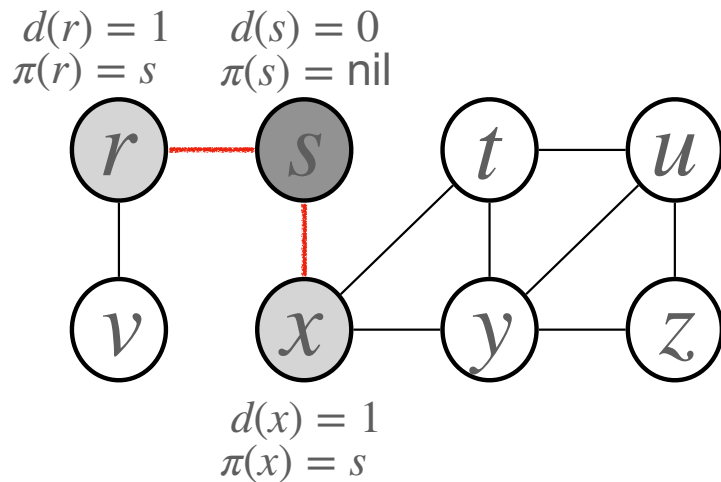 d(r) = 1
π(r) = s
d(s) = 0
π(s) = nil
r
s
t
u
v
x
y
z
d(x) = 1
π(x) = s